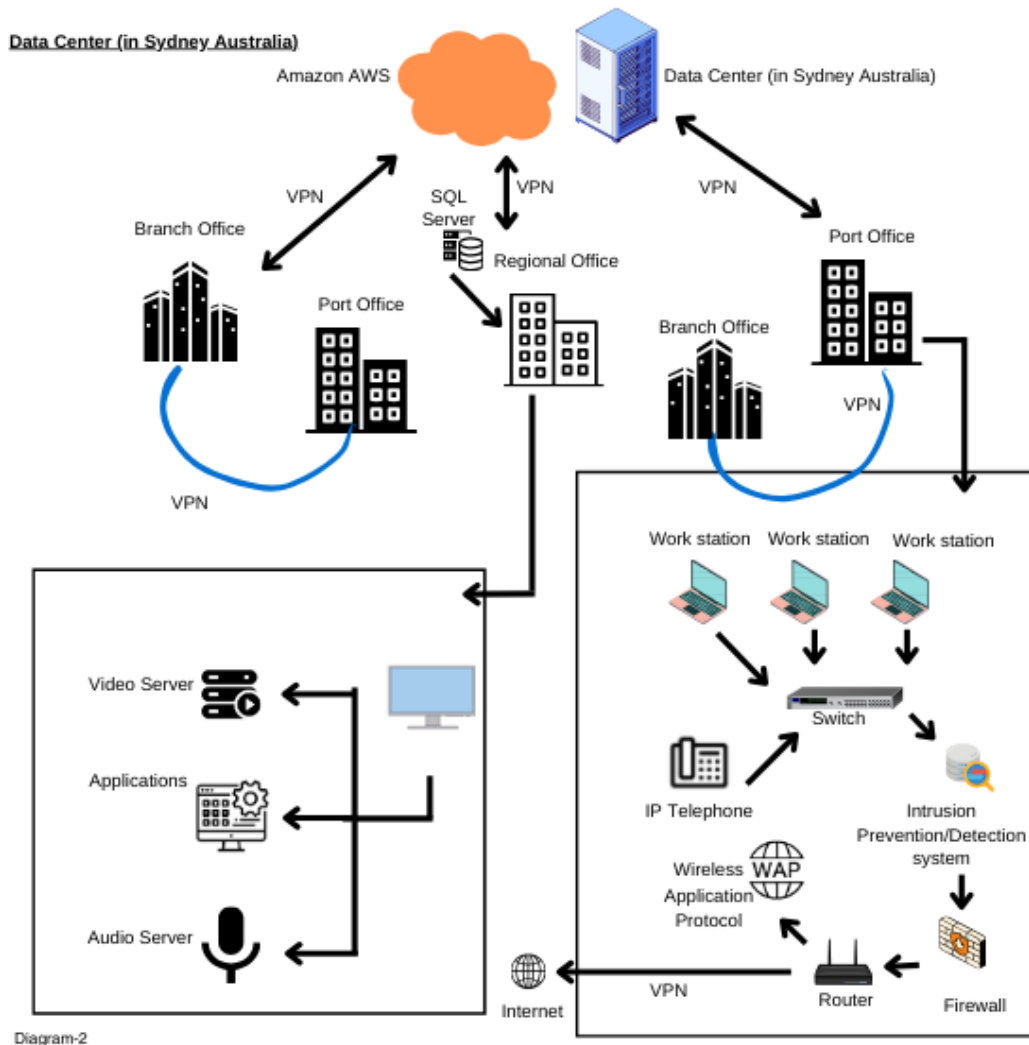 Data Center (in Sydney Australia)
Amazon AWS
Data Center (in Sydney Australia)
VPN
VPN
VPN
SQL
Server
Branch Office
Regional Office
Port Office
Port Office
Branch Office
VPN
VPN
Work station
Work station
Work station
Video Server
Switch
Applications
IP Telephone
Intrusion
Prevention/Detection
system
Wireless
Application
Protocol
WAP
Audio Server
Internet
VPN
Router
Firewall
Diagram-2